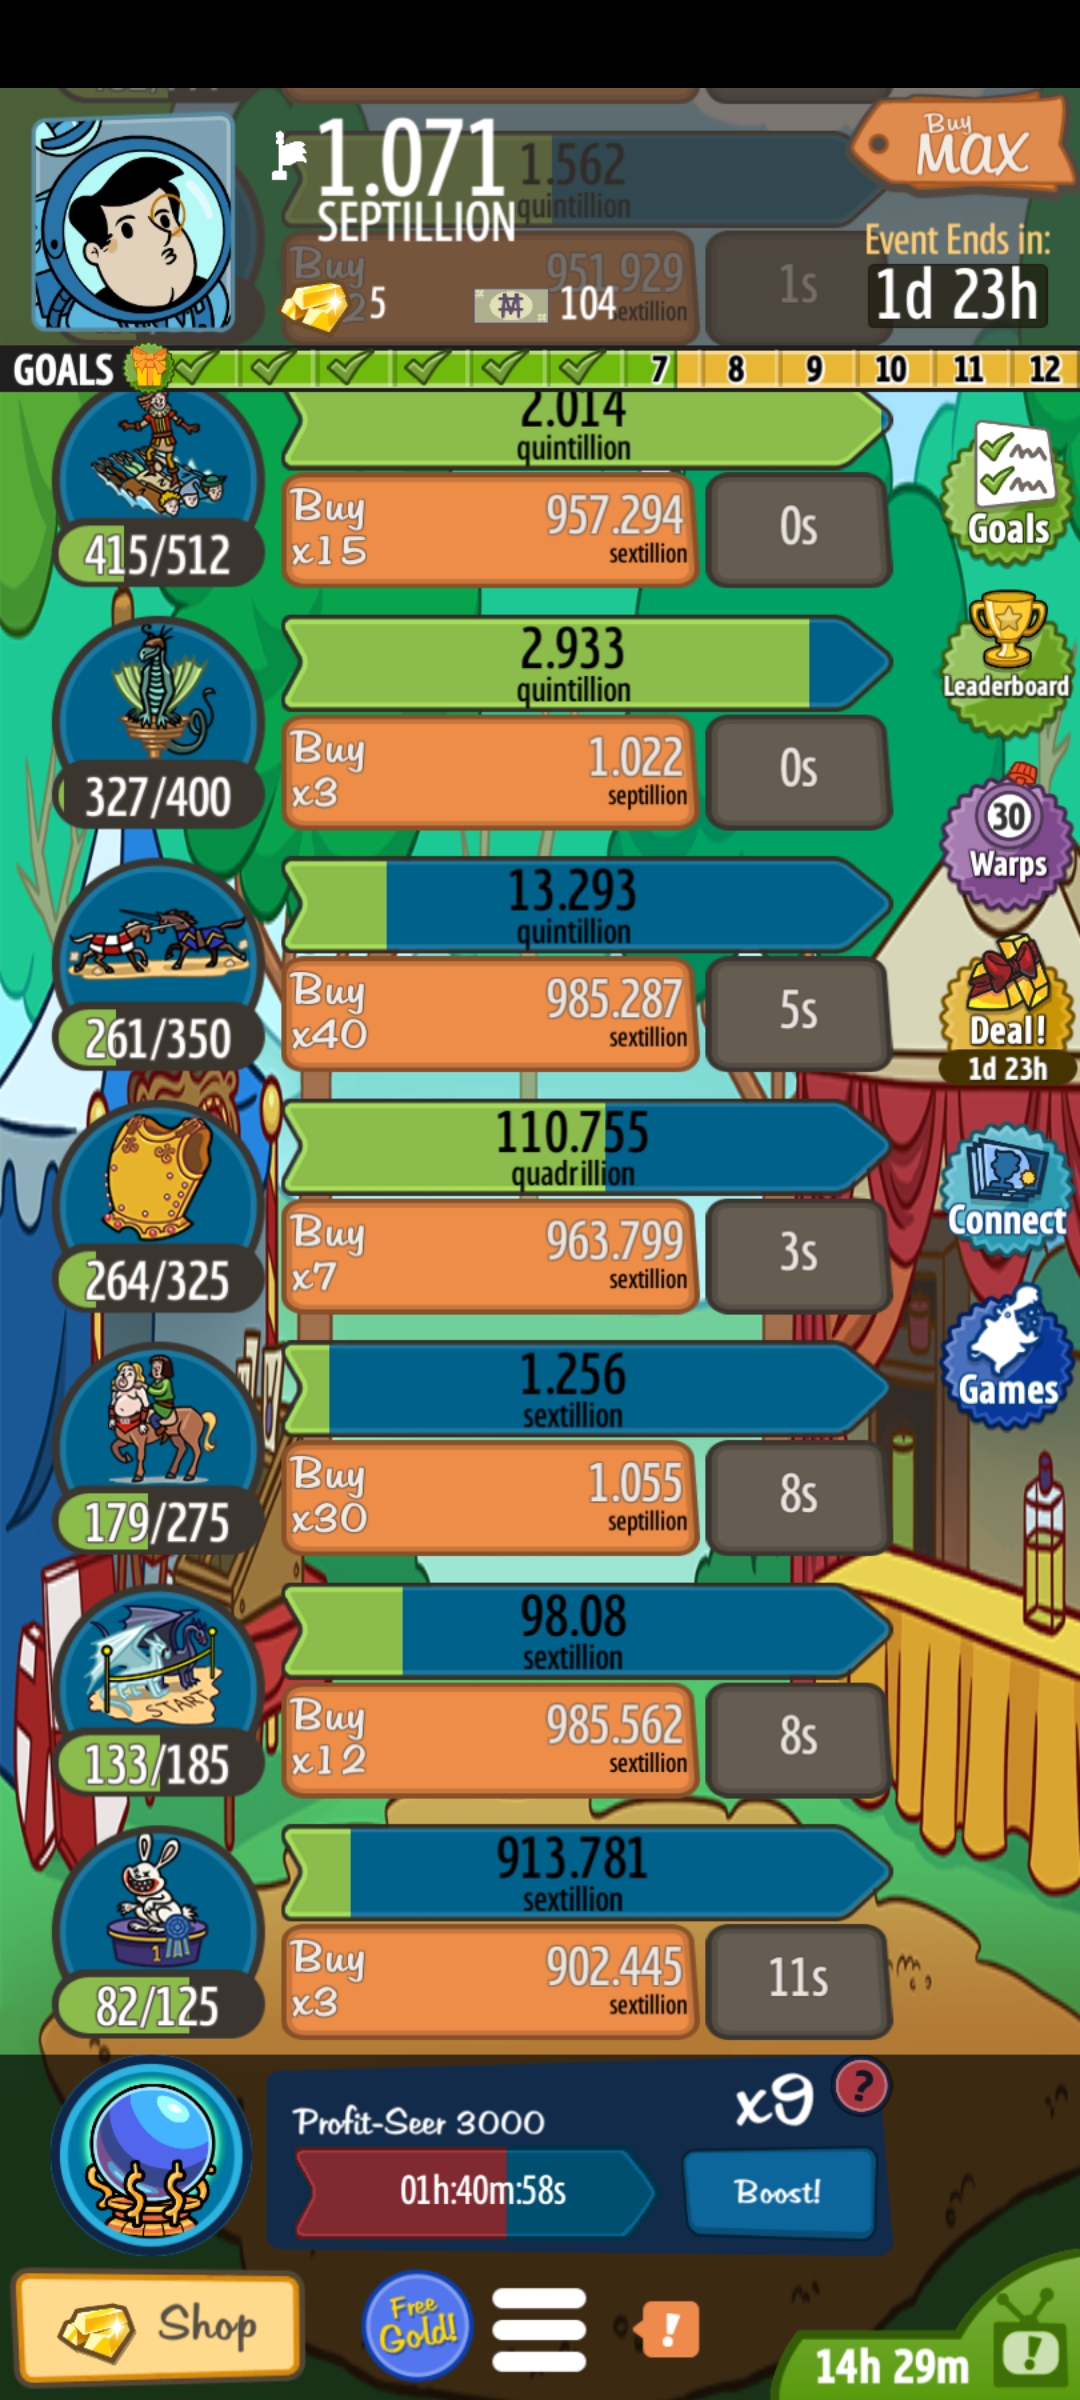 1.071
SEPTILLION
1.562
quintillion
Buy
MAX
Buy
951.929
sextillion
1s
5
104
Event Ends in:
1d 23h
GOALS
7 8 9 10 11 12
2.014
quintillion
415/512
Buy
x15
957.294
sextillion
0s
Goals
2.933
quintillion
327/400
Buy
x3
1.022
septillion
0s
Leaderboard
13.293
quintillion
261/350
Buy
x40
985.287
sextillion
5s
30
Warps
Deal!
1d 23h
110.755
quadrillion
264/325
Buy
x7
963.799
sextillion
3s
Connect
1.256
sextillion
179/275
Buy
x30
1.055
septillion
8s
Games
98.08
sextillion
START
133/185
Buy
x12
985.562
sextillion
8s
913.781
sextillion
1
82/125
Buy
x3
902.445
sextillion
11s
Profit-Seer 3000
x9
?
01h:40m:58s
Boost!
Shop
Free
Gold!
!
14h 29m
!